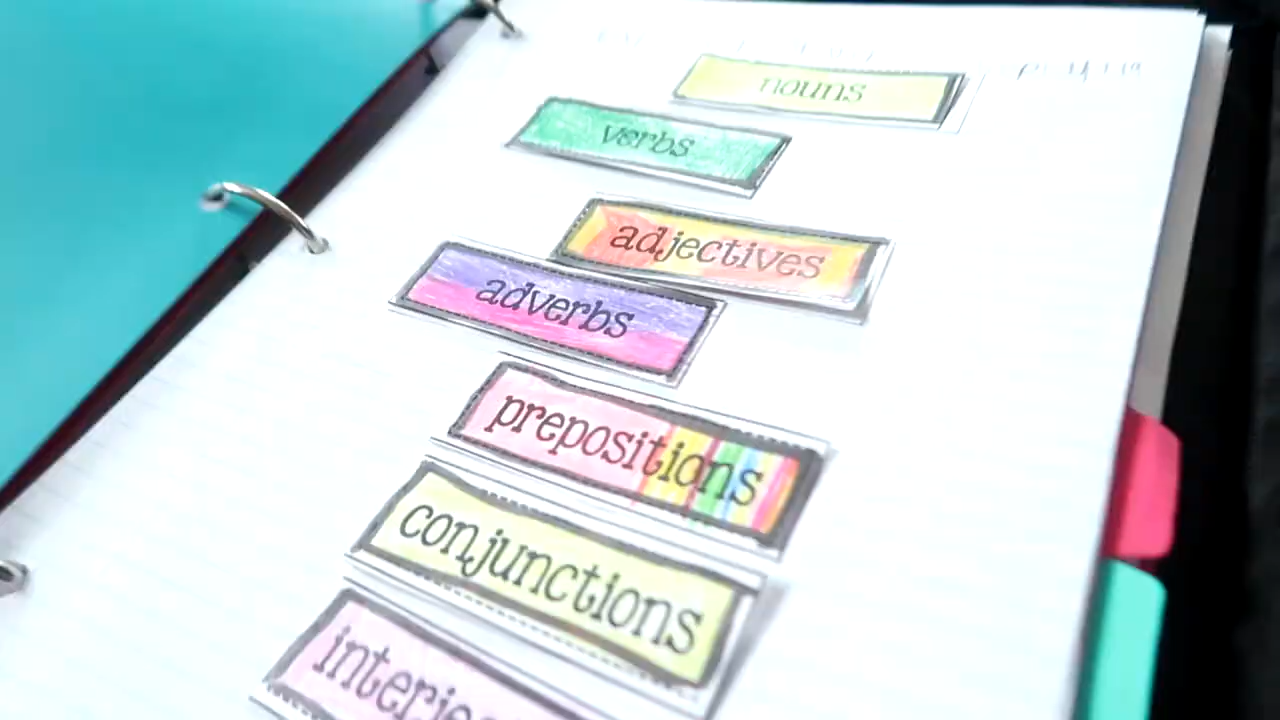 nouns
verbs
adjectives
adverbs
prepositions
conjunctions